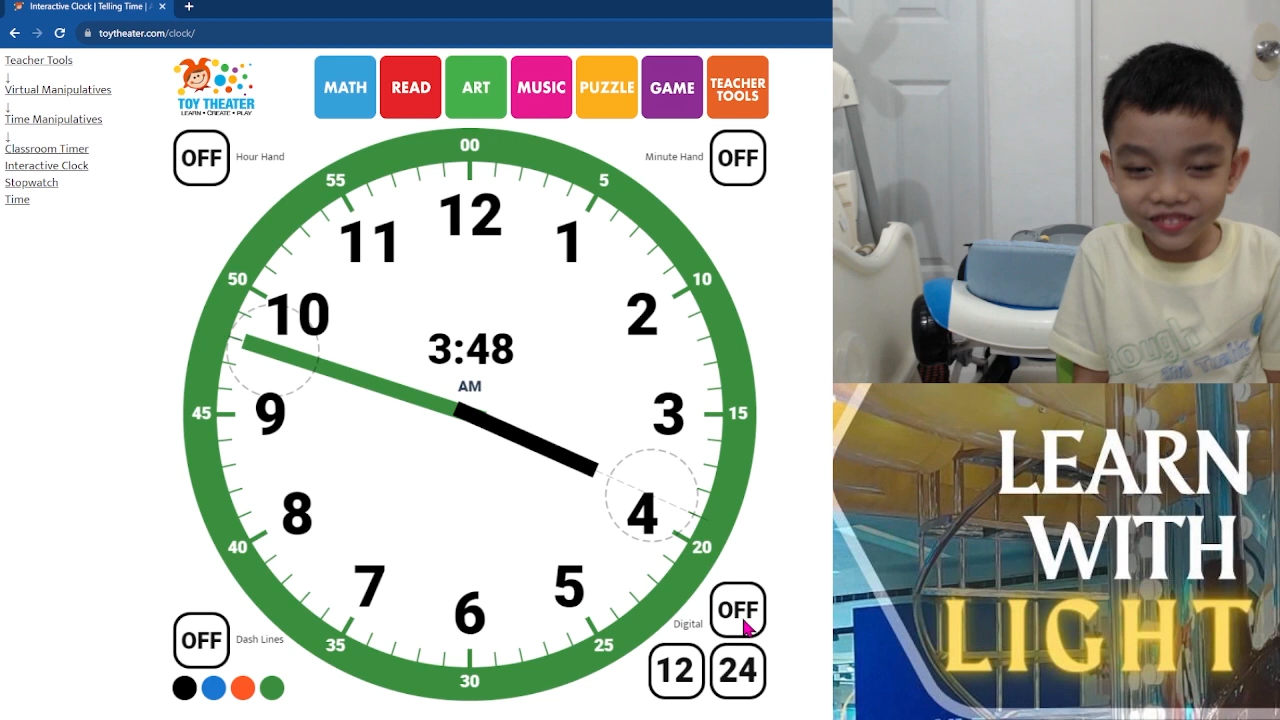 Interactive Clock | Telling Time |
toytheater.com/clock/
Teacher Tools
↓
Virtual Manipulatives
↓
Time Manipulatives
↓
Classroom Timer
Interactive Clock
Stopwatch
Time
TOY THEATER
LEARN • CREATE • PLAY
MATH
READ
ART
MUSIC
PUZZLE
GAME
TEACHER
TOOLS
OFF
Hour Hand
Minute Hand
OFF
00
5
10
15
20
25
30
35
40
45
50
55
12
1
2
3
4
5
6
7
8
9
10
11
3:48
AM
OFF
Dash Lines
Digital
OFF
12
24
LEARN
WITH
LIGHT